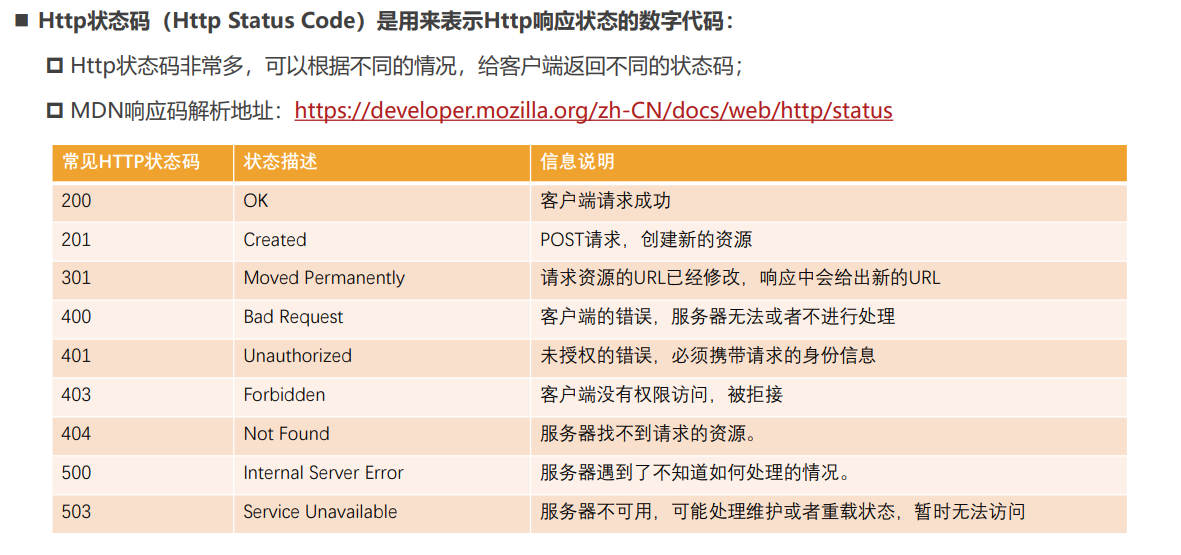 Http状态码（Http Status Code）是用来表示Http响应状态的数字代码：
Http状态码非常多，可以根据不同的情况，给客户端返回不同的状态码；
MDN响应码解析地址：https://developer.mozilla.org/zh-CN/docs/web/http/status
常见HTTP状态码 状态描述 信息说明
200 OK 客户端请求成功
201 Created POST请求，创建新的资源
301 Moved Permanently 请求资源的URL已经修改，响应中会给出新的URL
400 Bad Request 客户端的错误，服务器无法或者不进行处理
401 Unauthorized 未授权的错误，必须携带请求的身份信息
403 Forbidden 客户端没有权限访问，被拒接
404 Not Found 服务器找不到请求的资源。
500 Internal Server Error 服务器遇到了不知道如何处理的情况。
503 Service Unavailable 服务器不可用，可能处理维护或者重载状态，暂时无法访问